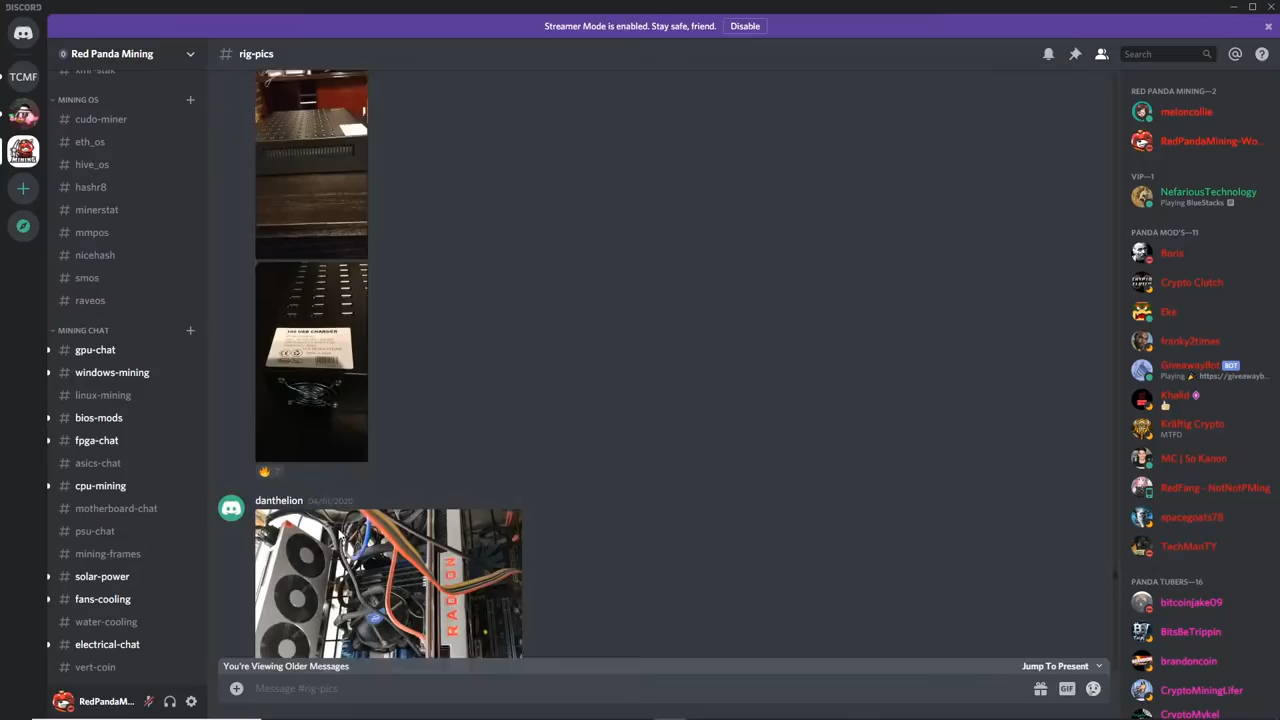 DISCORD
Streamer Mode is enabled. Stay safe, friend. Disable
Red Panda Mining
# rig-pics
Search
TCMF
MINING OS
# cudo-miner
# eth_os
# hive_os
# hashr8
# minerstat
# mmpos
# nicehash
# smos
# raveos
MINING CHAT
# gpu-chat
# windows-mining
# linux-mining
# bios-mods
# fpga-chat
# asics-chat
# cpu-mining
# motherboard-chat
# psu-chat
# mining-frames
# solar-power
# fans-cooling
# water-cooling
# electrical-chat
# vert-coin
RedPandaM...
USB CHARGER
danthelion 04/01/2020
RADEON
You're Viewing Older Messages
Jump To Present
Message #rig-pics
GIF
RED PANDA MINING—2
meloncollie
RedPandaMining-Wo...
VIP—1
NefariousTechnology
Playing BlueStacks
PANDA MOD'S—11
Boris
Crypto Clutch
Eke
franky2times
GiveawayBot BOT
Playing https://giveawayb...
Khalid
Kräftig Crypto
MTFD
MC | So Kanon
RedFang - NotNotPMing
spacegoats78
TechManTY
PANDA TUBERS—16
bitcoinjake09
BitsBeTrippin
brandoncoin
CryptoMiningLifer
CryptoMykel